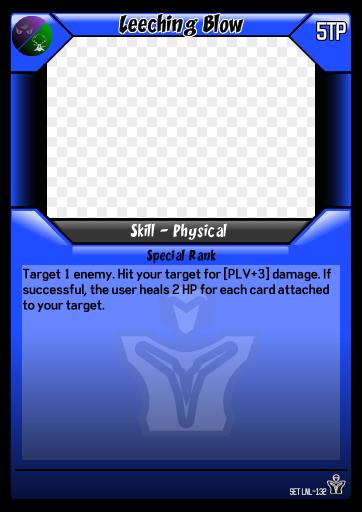 Leeching Blow
5TP
Skill - Physical
Special Rank
Target 1 enemy. Hit your target for [PLV+3] damage. If
successful, the user heals 2 HP for each card attached
to your target.
SET LNL-132